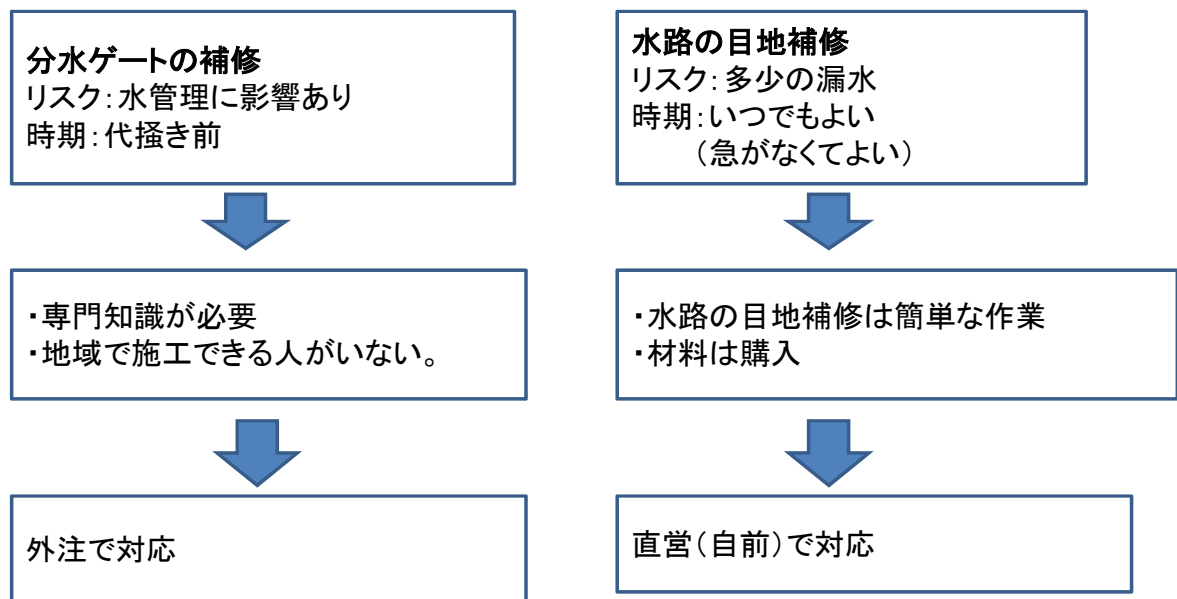 分水ゲートの補修
リスク：水管理に影響あり
時期：代掻き前
・専門知識が必要
・地域で施工できる人がいない。
外注で対応
水路の目地補修
リスク：多少の漏水
時期：いつでもよい
（急がなくてよい）
・水路の目地補修は簡単な作業
・材料は購入
直営（自前）で対応